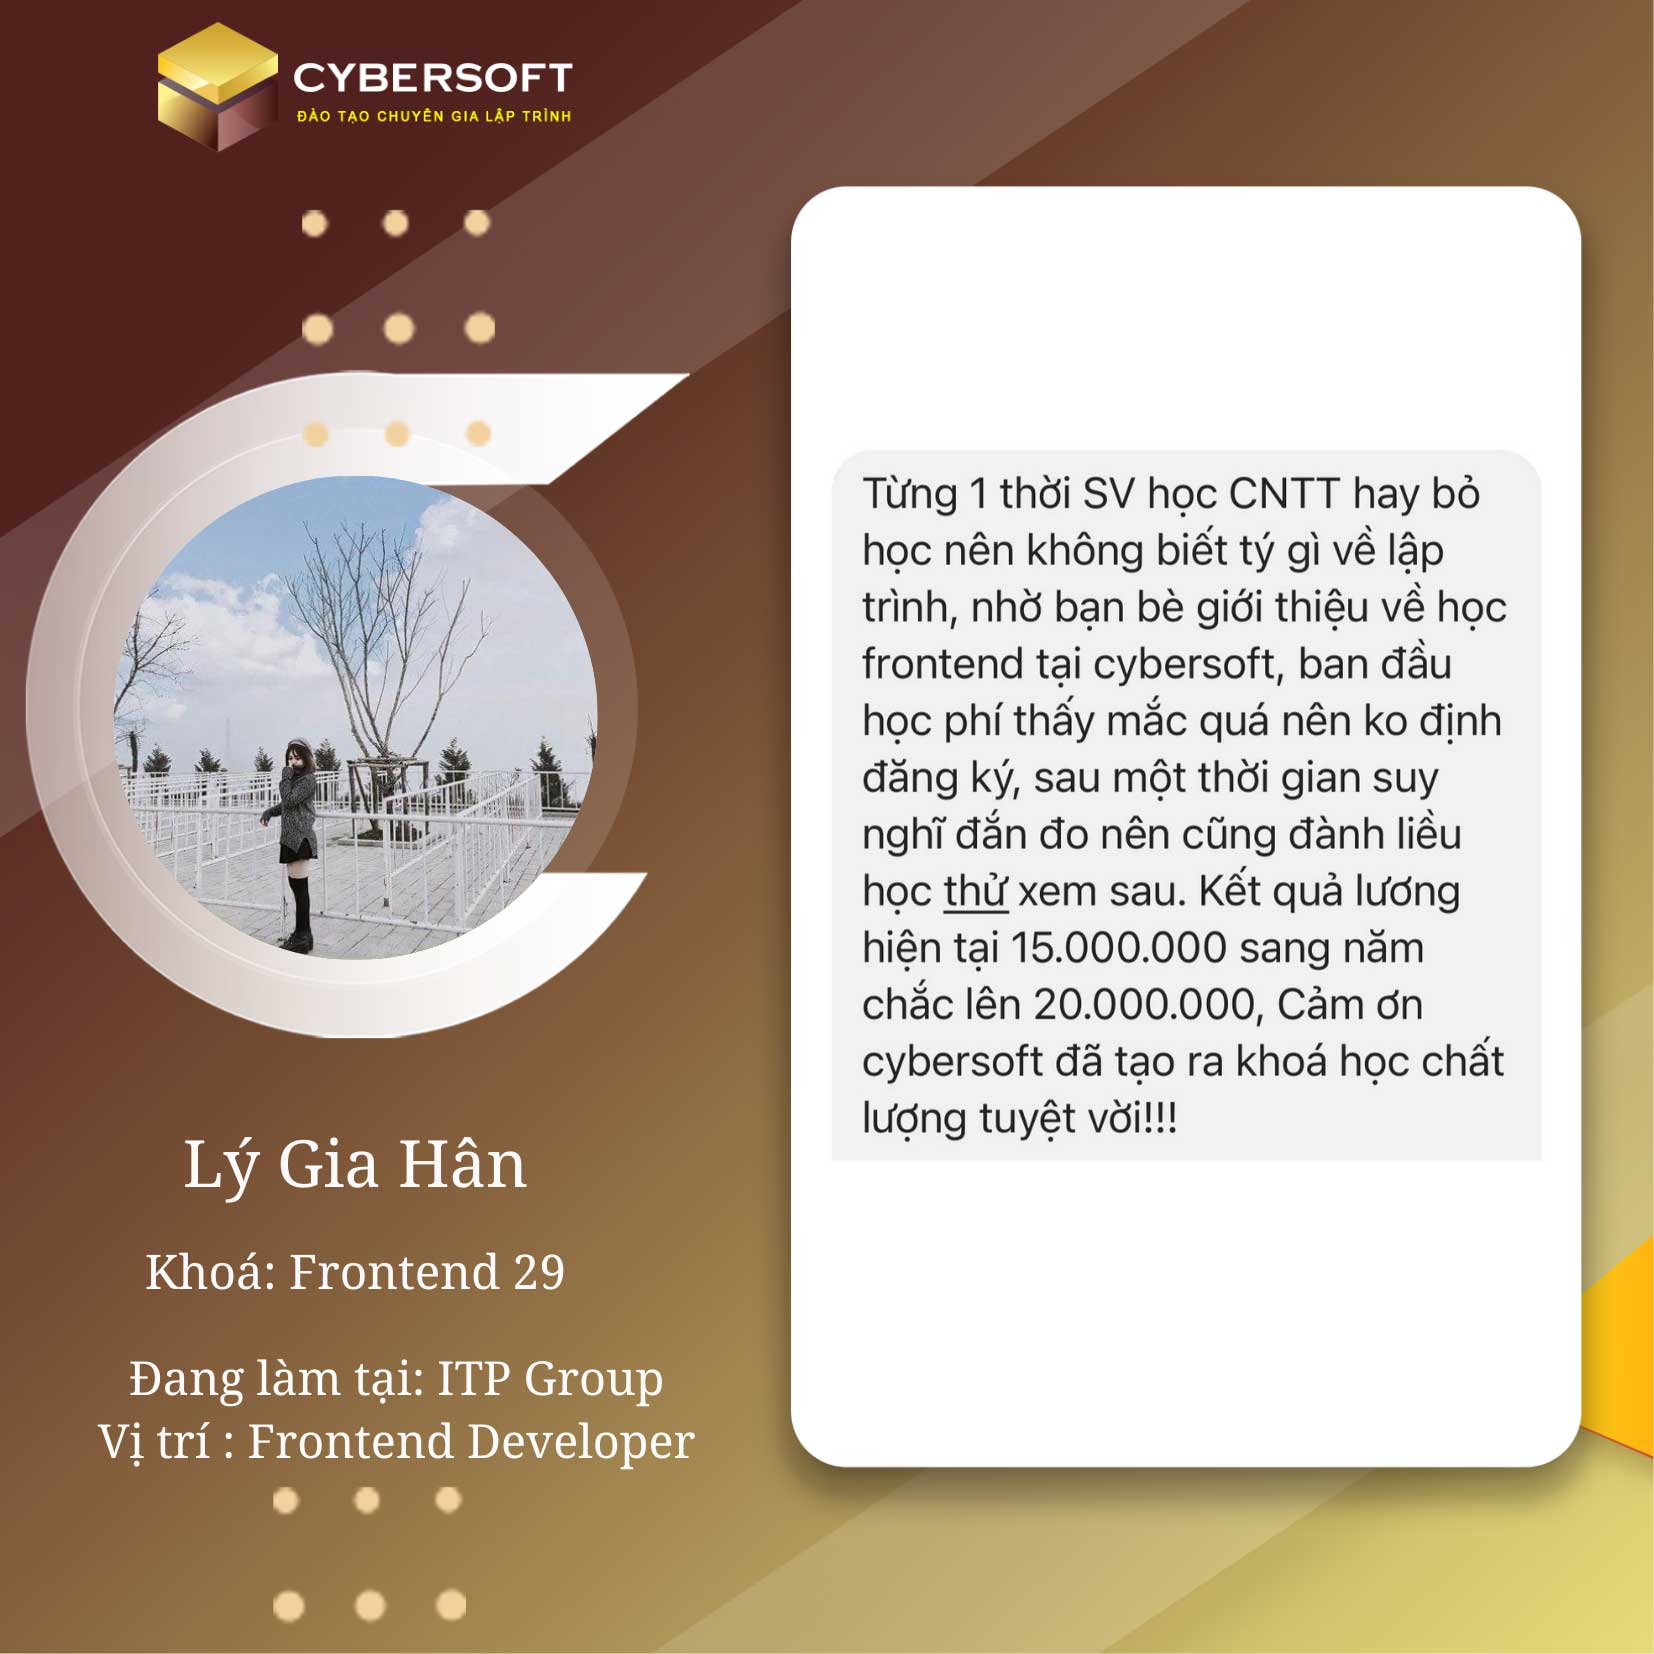 CYBERSOFT
ĐÀO TẠO CHUYÊN GIA LẬP TRÌNH
Từng 1 thời SV học CNTT hay bỏ
học nên không biết tý gì về lập
trình, nhờ bạn bè giới thiệu về học
frontend tại cybersoft, ban đầu
học phí thấy mắc quá nên ko định
đăng ký, sau một thời gian suy
nghĩ đắn đo nên cũng đành liều
học thử xem sau. Kết quả lương
hiện tại 15.000.000 sang năm
chắc lên 20.000.000, Cảm ơn
cybersoft đã tạo ra khoá học chất
lượng tuyệt vời!!!
Lý Gia Hân
Khoá: Frontend 29
Đang làm tại: ITP Group
Vị trí : Frontend Developer